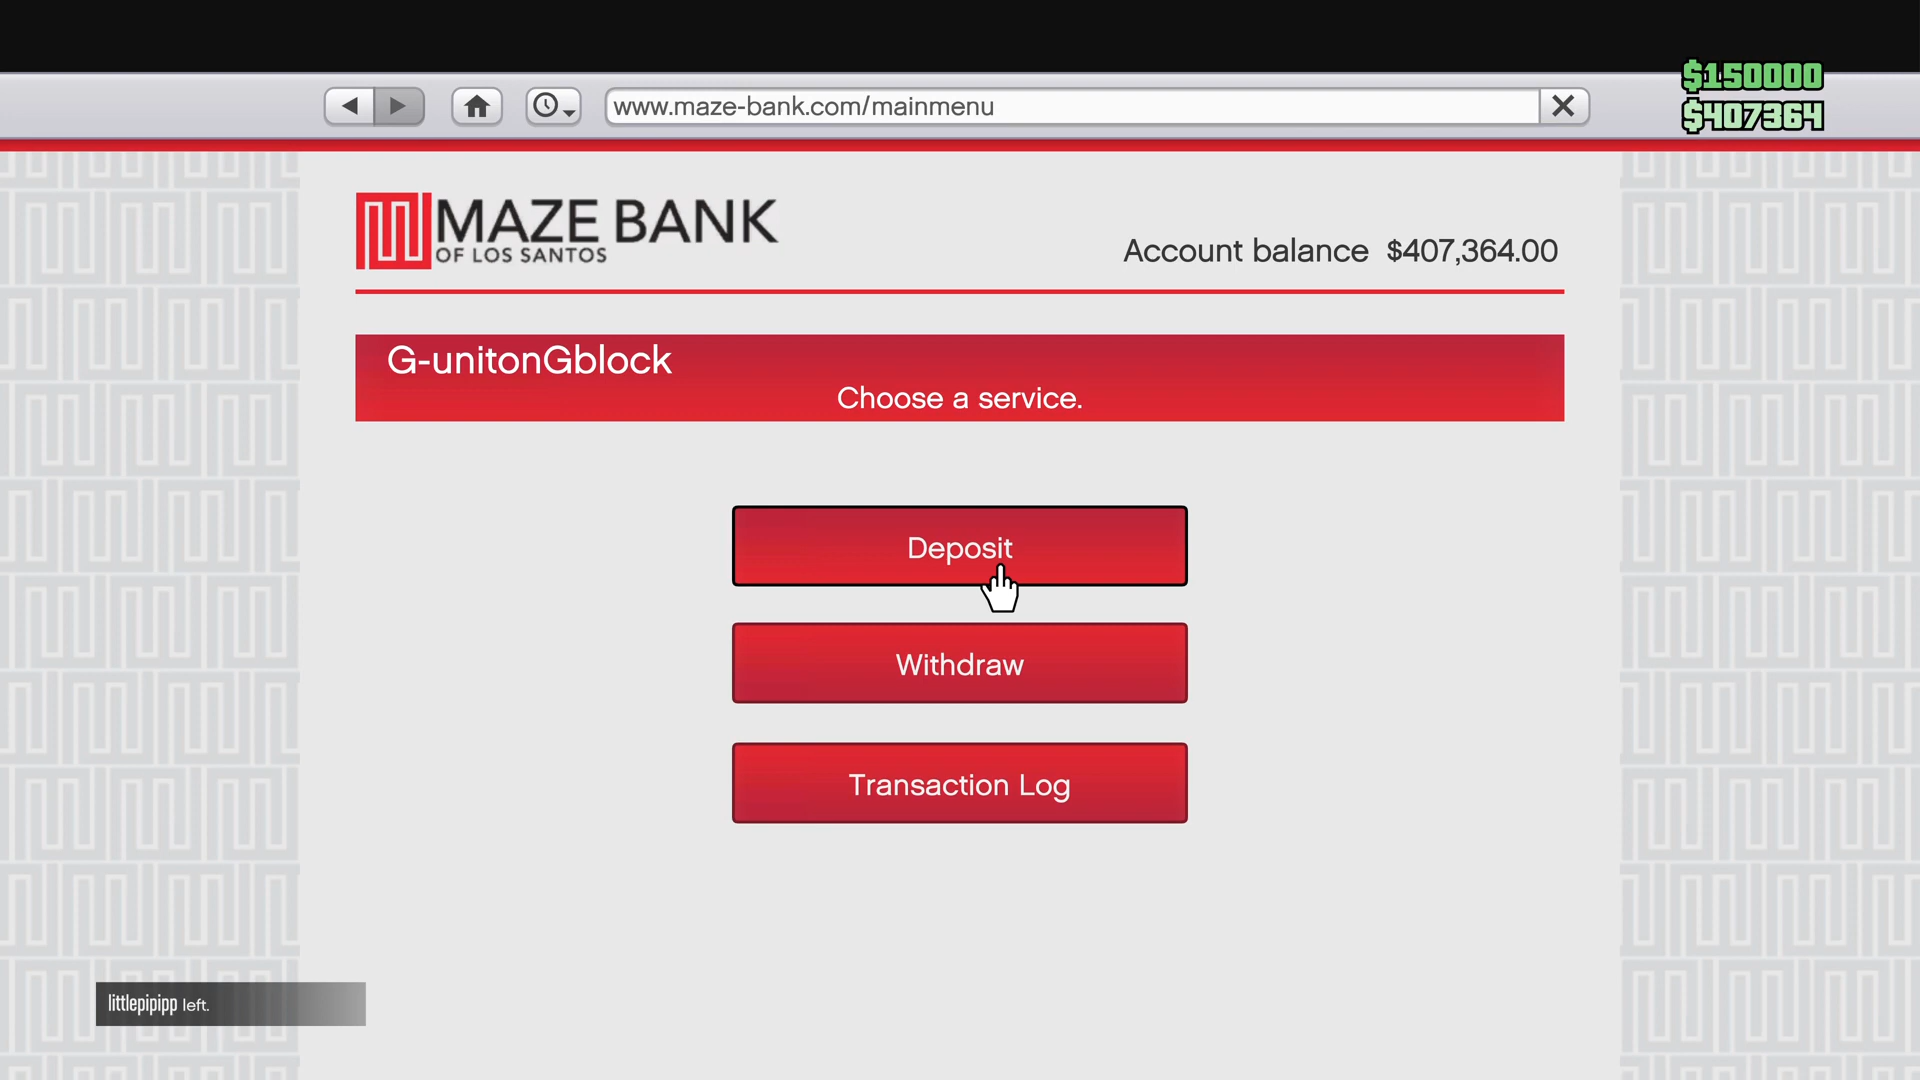 $150000
www.maze-bank.com/mainmenu
$407364
MAZE BANK
OF LOS SANTOS
Account balance $407,364.00
G-unitonGblock
Choose a service.
Deposit
Withdraw
Transaction Log
littlepipipp left.